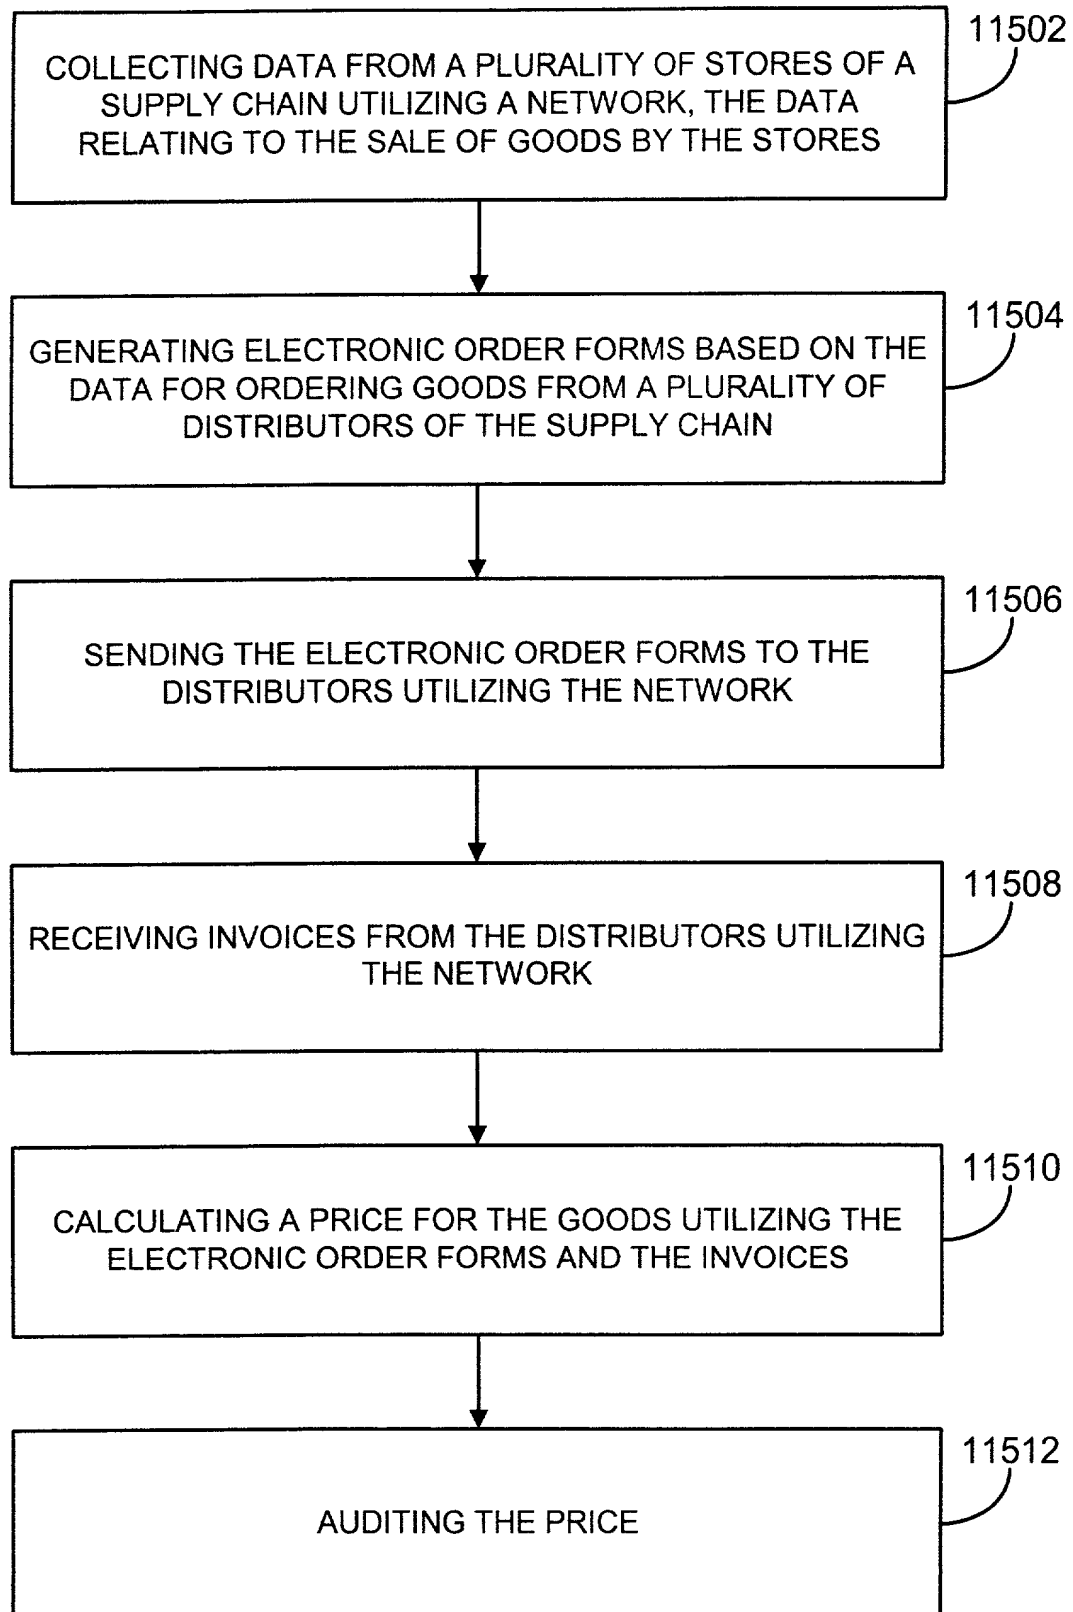 11502
COLLECTING DATA FROM A PLURALITY OF STORES OF A
SUPPLY CHAIN UTILIZING A NETWORK, THE DATA
RELATING TO THE SALE OF GOODS BY THE STORES
11504
GENERATING ELECTRONIC ORDER FORMS BASED ON THE
DATA FOR ORDERING GOODS FROM A PLURALITY OF
DISTRIBUTORS OF THE SUPPLY CHAIN
11506
SENDING THE ELECTRONIC ORDER FORMS TO THE
DISTRIBUTORS UTILIZING THE NETWORK
11508
RECEIVING INVOICES FROM THE DISTRIBUTORS UTILIZING
THE NETWORK
11510
CALCULATING A PRICE FOR THE GOODS UTILIZING THE
ELECTRONIC ORDER FORMS AND THE INVOICES
11512
AUDITING THE PRICE